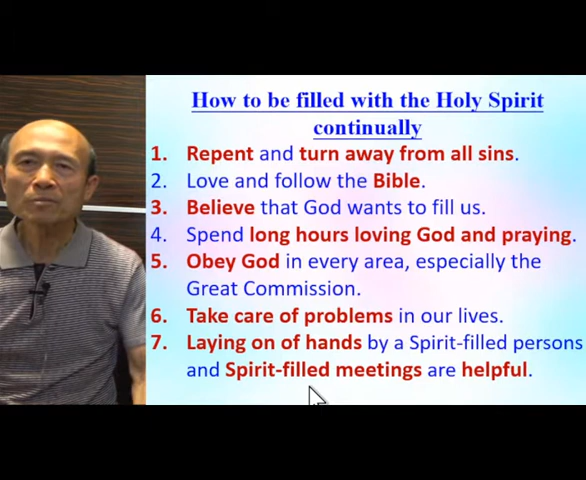 How to be filled with the Holy Spirit
continually
1. Repent and turn away from all sins.
2. Love and follow the Bible.
3. Believe that God wants to fill us.
4. Spend long hours loving God and praying.
5. Obey God in every area, especially the
Great Commission.
6. Take care of problems in our lives.
7. Laying on of hands by a Spirit-filled persons
and Spirit-filled meetings are helpful.